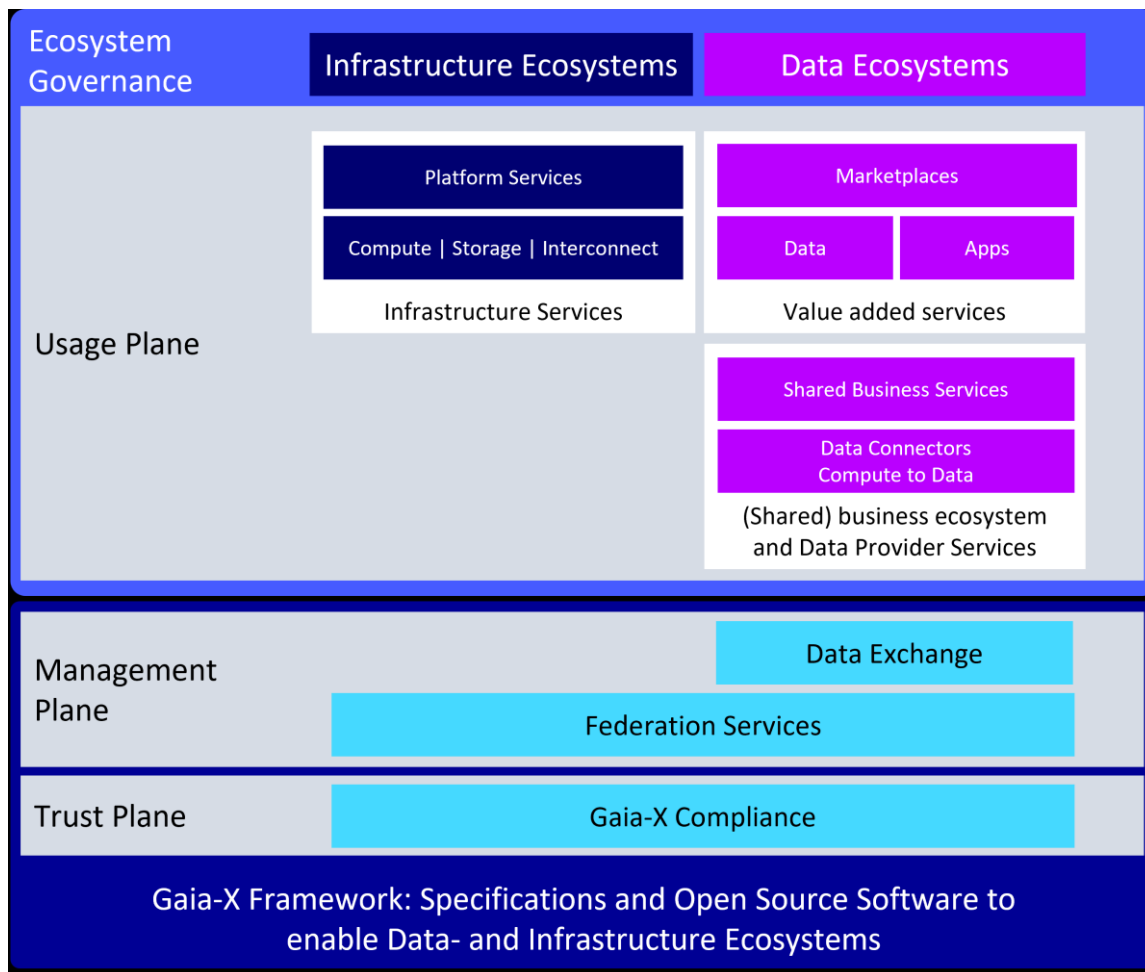 Ecosystem
Governance
Infrastructure Ecosystems
Data Ecosystems
Usage Plane
Platform Services
Compute | Storage | Interconnect
Infrastructure Services
Marketplaces
Data
Apps
Value added services
Shared Business Services
Data Connectors
Compute to Data
(Shared) business ecosystem
and Data Provider Services
Management
Plane
Data Exchange
Federation Services
Trust Plane
Gaia-X Compliance
Gaia-X Framework: Specifications and Open Source Software to
enable Data- and Infrastructure Ecosystems